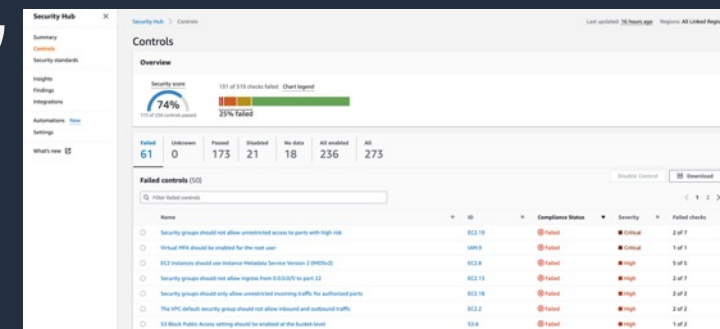 Security Hub
Security Hub > Controls
Last updated: 16 hours ago Regions: All Linked Regio
Summary
Controls
Security standards
Insights
Findings
Integrations
Automations New
Settings
What's new
Controls
Overview
Security score
74%
173 of 234 controls passed
131 of 519 checks failed Chart legend
25% failed
Failed 61
Unknown 0
Passed 173
Disabled 21
No data 18
All enabled 236
All 273
Failed controls (50)
Disable Control
Download
Filter failed controls
1 2
Name ID Compliance Status Severity Failed checks
Security groups should not allow unrestricted access to ports with high risk EC2.19 Failed Critical 2 of 7
Virtual MFA should be enabled for the root user IAM.9 Failed Critical 1 of 1
EC2 instances should use Instance Metadata Service Version 2 (IMDSv2) EC2.8 Failed High 5 of 5
Security groups should not allow ingress from 0.0.0.0/0 to port 22 EC2.13 Failed High 2 of 7
Security groups should only allow unrestricted incoming traffic for authorized ports EC2.18 Failed High 2 of 2
The VPC default security group should not allow inbound and outbound traffic EC2.2 Failed High 2 of 2
S3 Block Public Access setting should be enabled at the bucket-level S3.8 Failed High 1 of 2